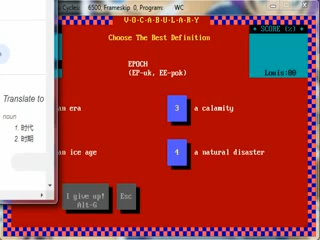 Cycles: 6500, Frameskip 0, Program: WC
V-O-C-A-B-U-L-A-R-Y
Choose The Best Definition
SCORE (%)
EPOCH
(EP-uk, EE-pok)
Louis:80
Translate to
noun
1. 时代
2. 时期
an era
3 a calamity
an ice age
4 a natural disaster
I give up!
Alt-G
Esc